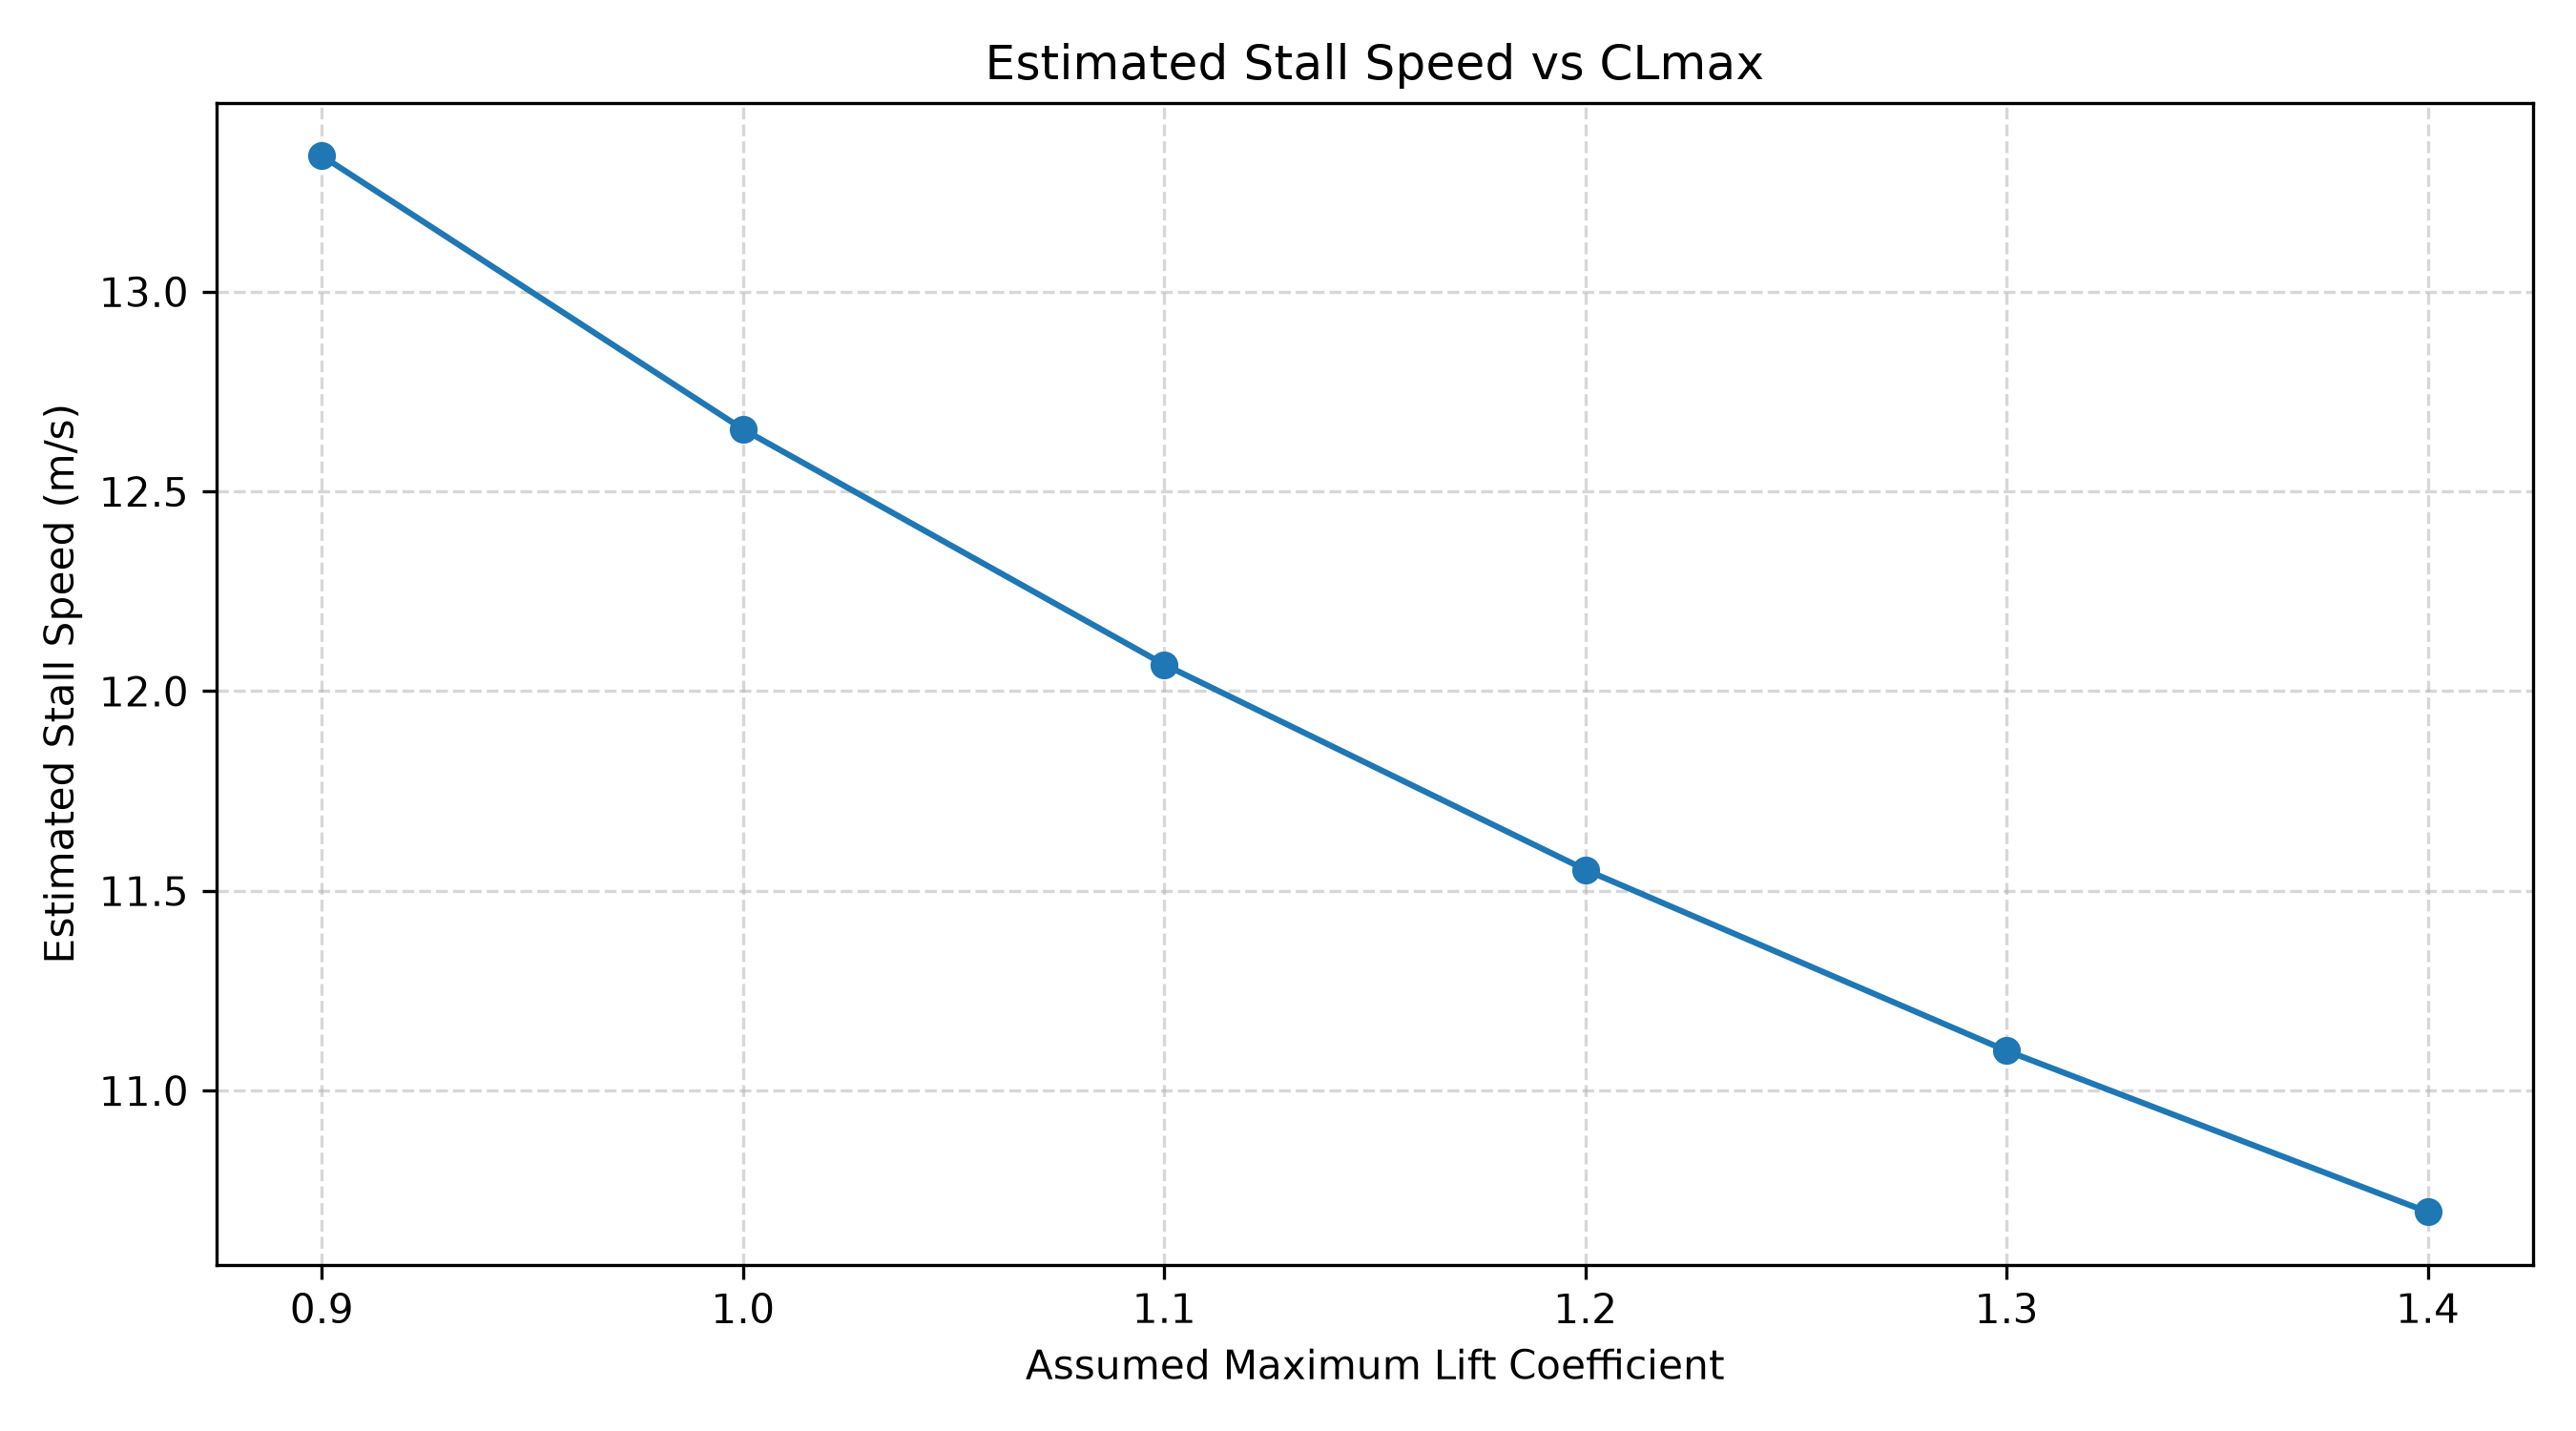 Estimated Stall Speed vs CLmax
Estimated Stall Speed (m/s)
13.0
12.5
12.0
11.5
11.0
0.9 1.0 1.1 1.2 1.3 1.4
Assumed Maximum Lift Coefficient